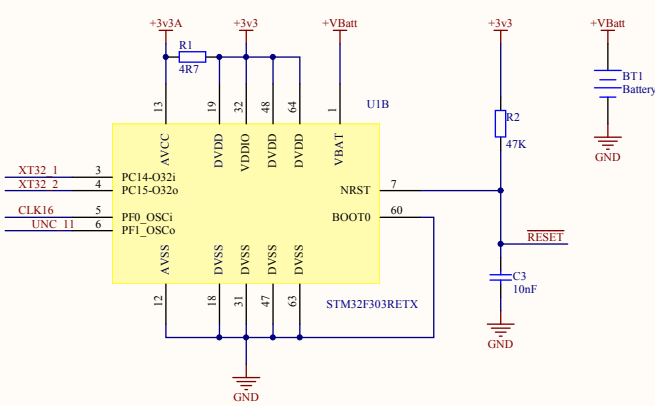 +3v3A +3v3 +VBatt +3v3 +VBatt
R1
4R7
BT1
Battery
13 19 32 48 64 1
U1B
R2
47K
AVCC DVDD VDDIO DVDD DVDD VBAT
GND
XT32_1 3 PC14-O32i
XT32_2 4 PC15-O32o
NRST 7
CLK16 5 PF0_OSCi
BOOT0 60
UNC_11 6 PF1_OSCo
RESET
AVSS DVSS DVSS DVSS DVSS
C3
10nF
12 18 31 47 63
STM32F303RETX
GND
GND